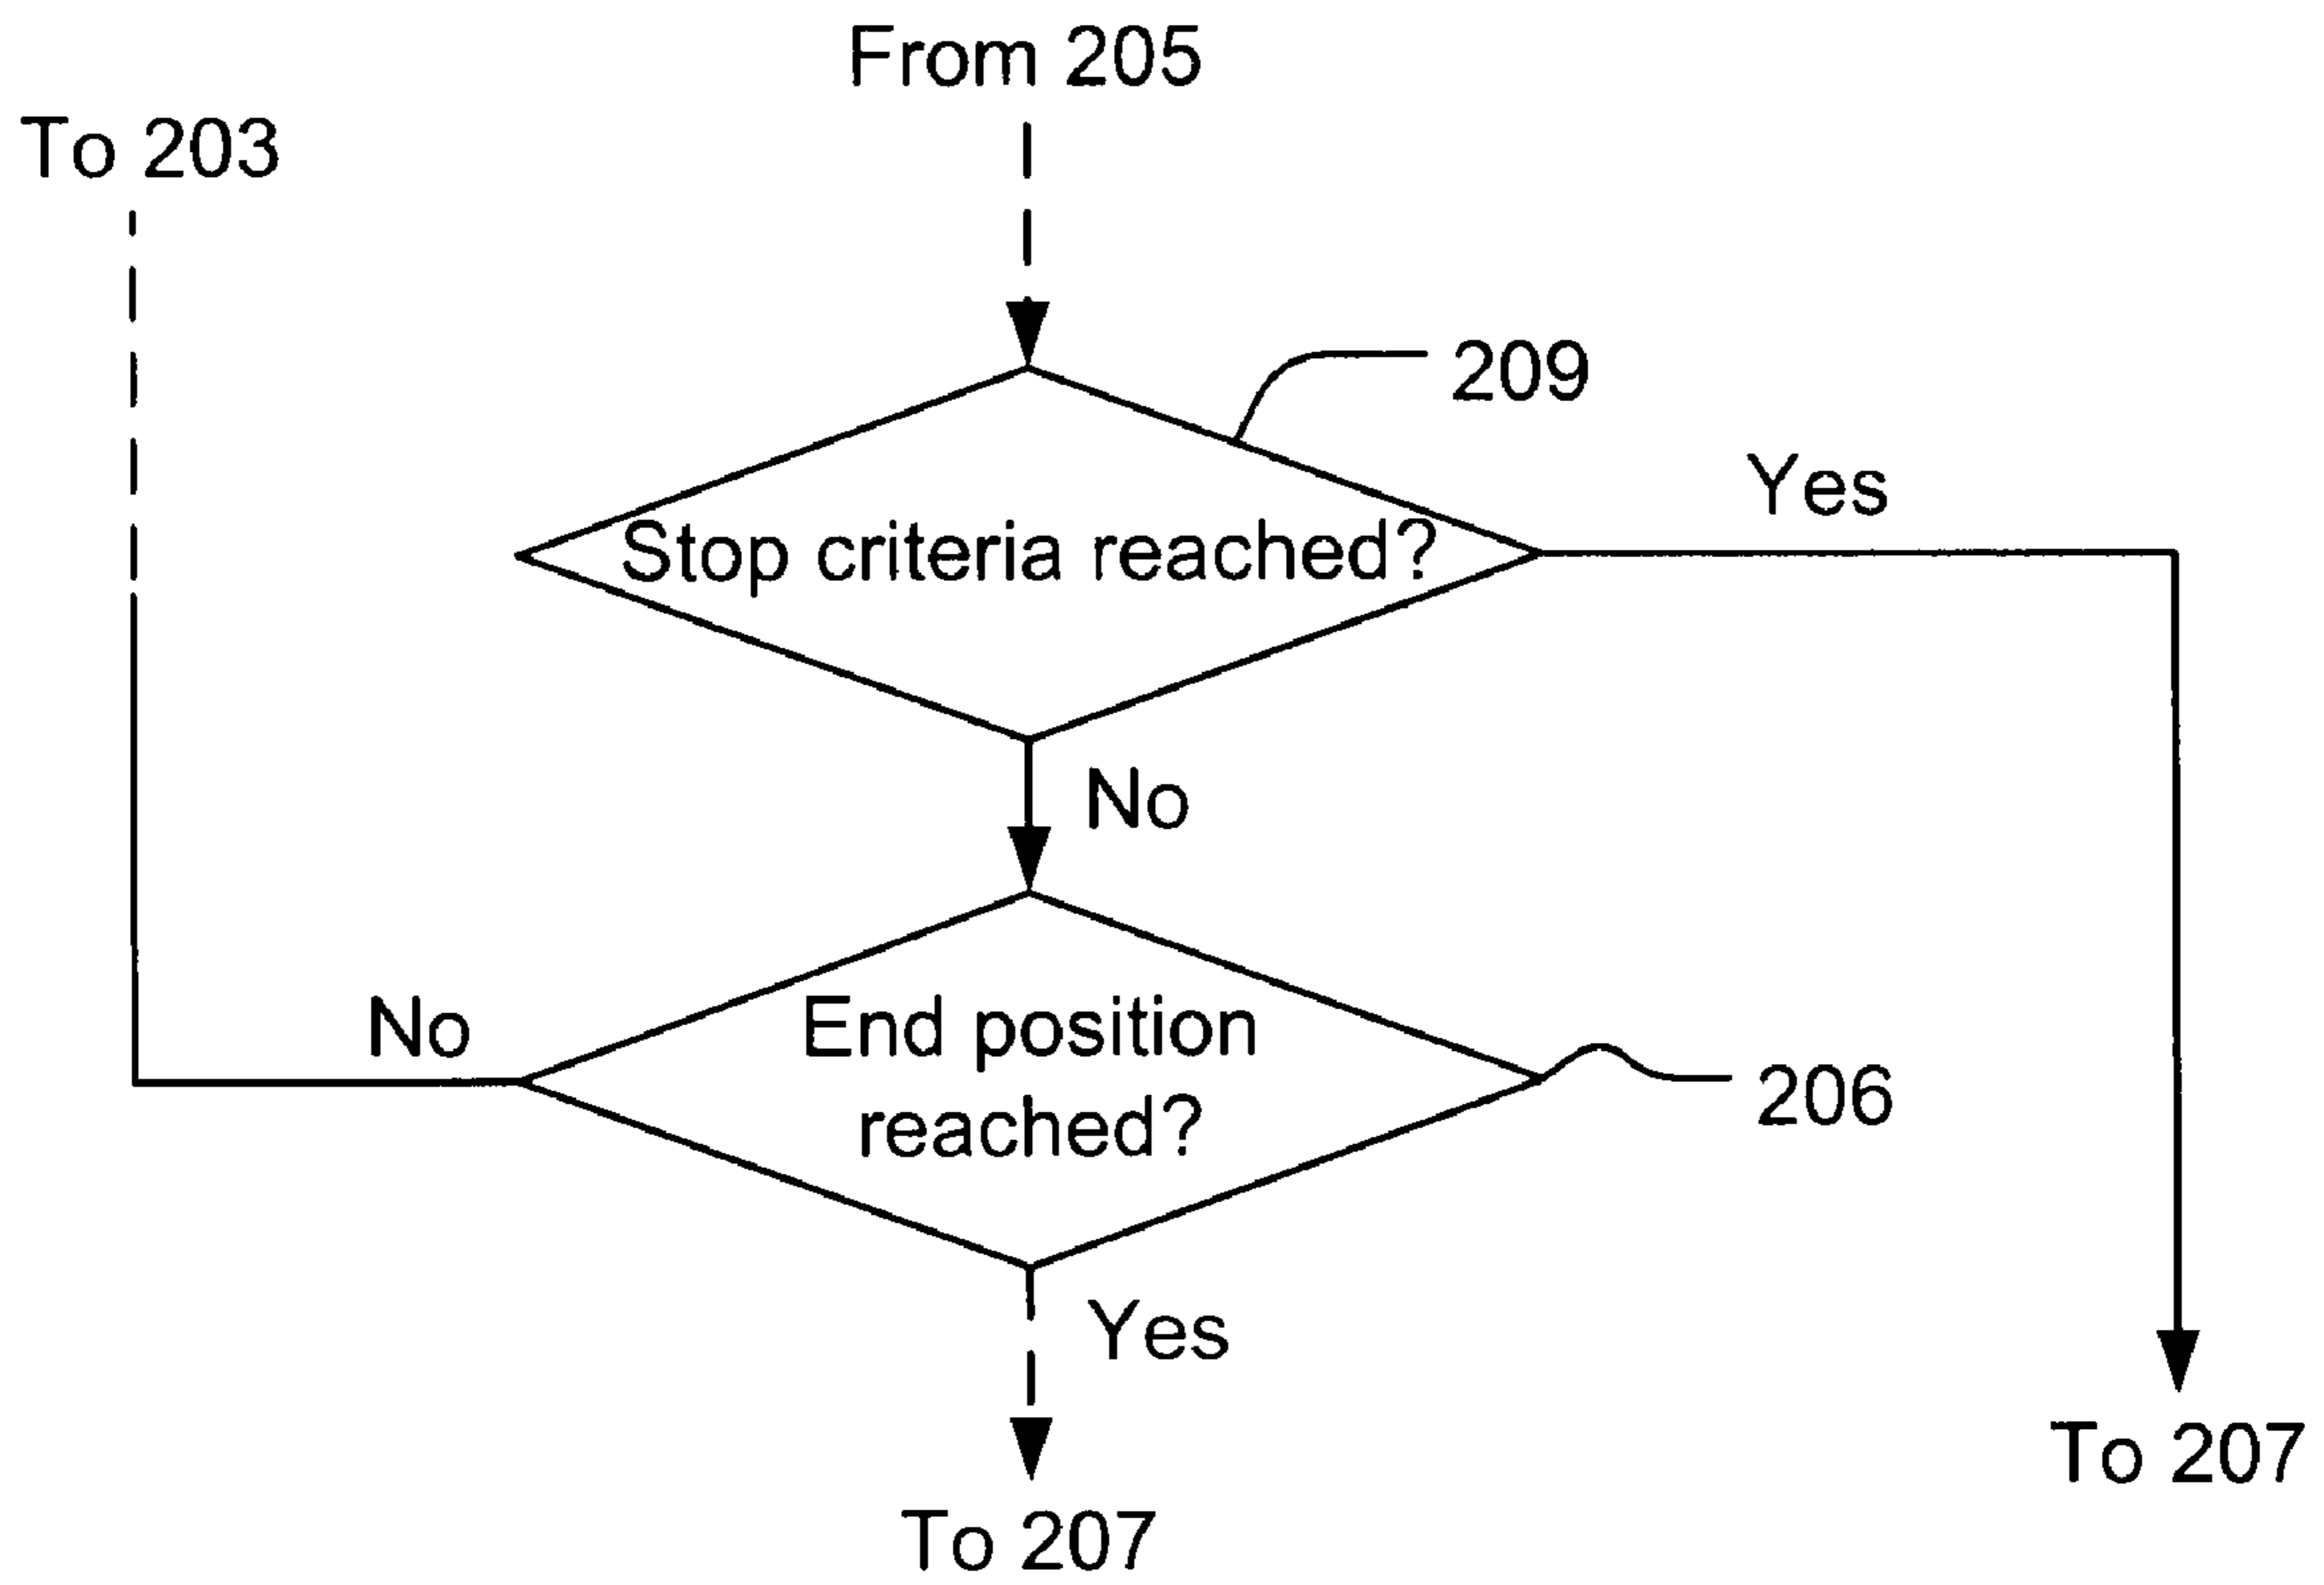 From 205
To 203
209
Yes
Stop criteria reached?
No
End position
reached?
No
206
Yes
To 207
To 207